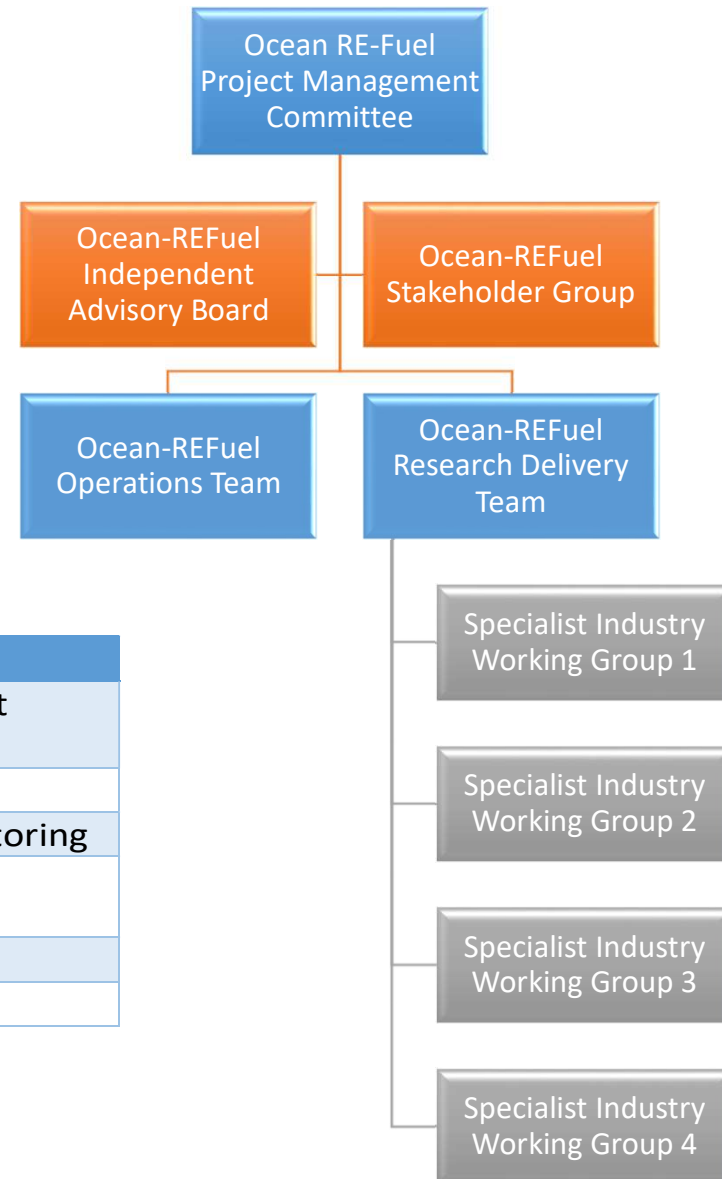 Ocean RE-Fuel
Project Management
Committee
Ocean-REFuel
Independent
Advisory Board
Ocean-REFuel
Stakeholder Group
Ocean-REFuel
Operations Team
Ocean-REFuel
Research Delivery
Team
Specialist Industry
Working Group 1
Specialist Industry
Working Group 2
Specialist Industry
Working Group 3
Specialist Industry
Working Group 4
t
toring